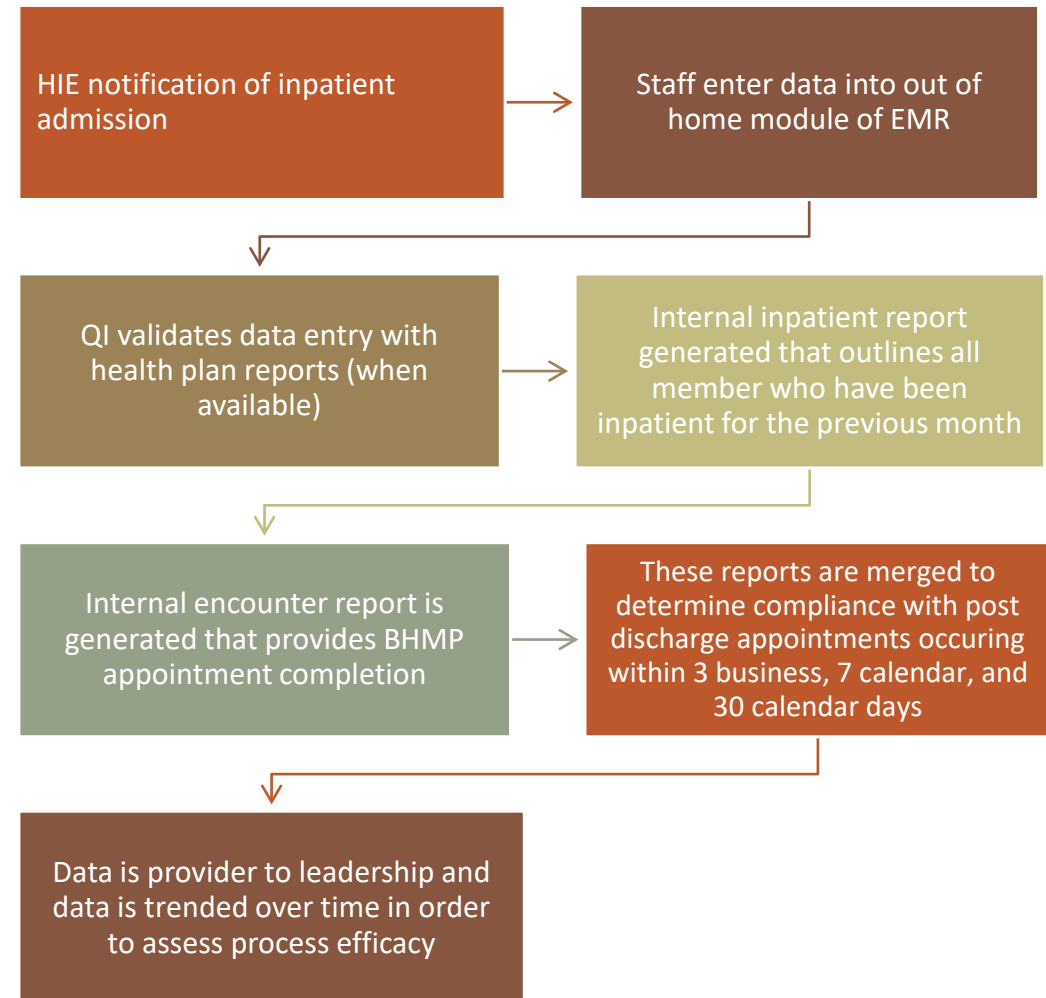 HIE notification of inpatient
admission
Staff enter data into out of
home module of EMR
QI validates data entry with
health plan reports (when
available)
Internal inpatient report
generated that outlines all
member who have been
inpatient for the previous month
Internal encounter report is
generated that provides BHMP
appointment completion
These reports are merged to
determine compliance with post
discharge appointments occuring
within 3 business, 7 calendar, and
30 calendar days
Data is provider to leadership and
data is trended over time in order
to assess process efficacy